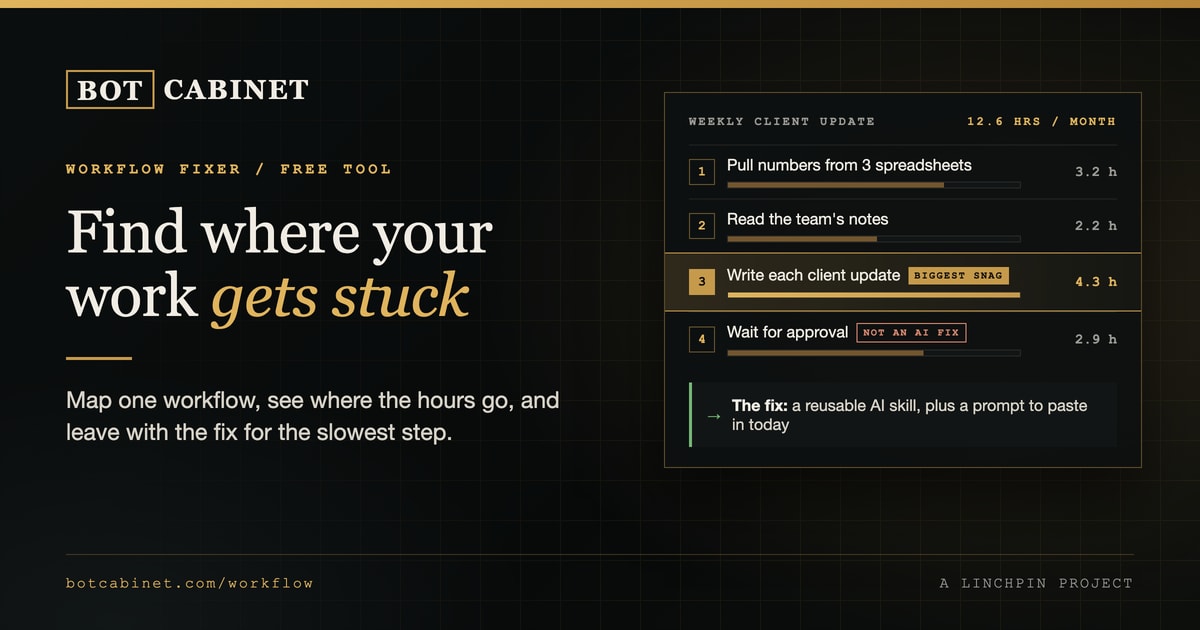 BOT CABINET
WORKFLOW FIXER / FREE TOOL
Find where your
work gets stuck
Map one workflow, see where the hours go, and
leave with the fix for the slowest step.
WEEKLY CLIENT UPDATE 12.6 HRS / MONTH
1 Pull numbers from 3 spreadsheets 3.2 h
2 Read the team's notes 2.2 h
3 Write each client update BIGGEST SNAG 4.3 h
4 Wait for approval NOT AN AI FIX 2.9 h
→ The fix: a reusable AI skill, plus a prompt to paste
in today
botcabinet.com/workflow
A LINCHPIN PROJECT